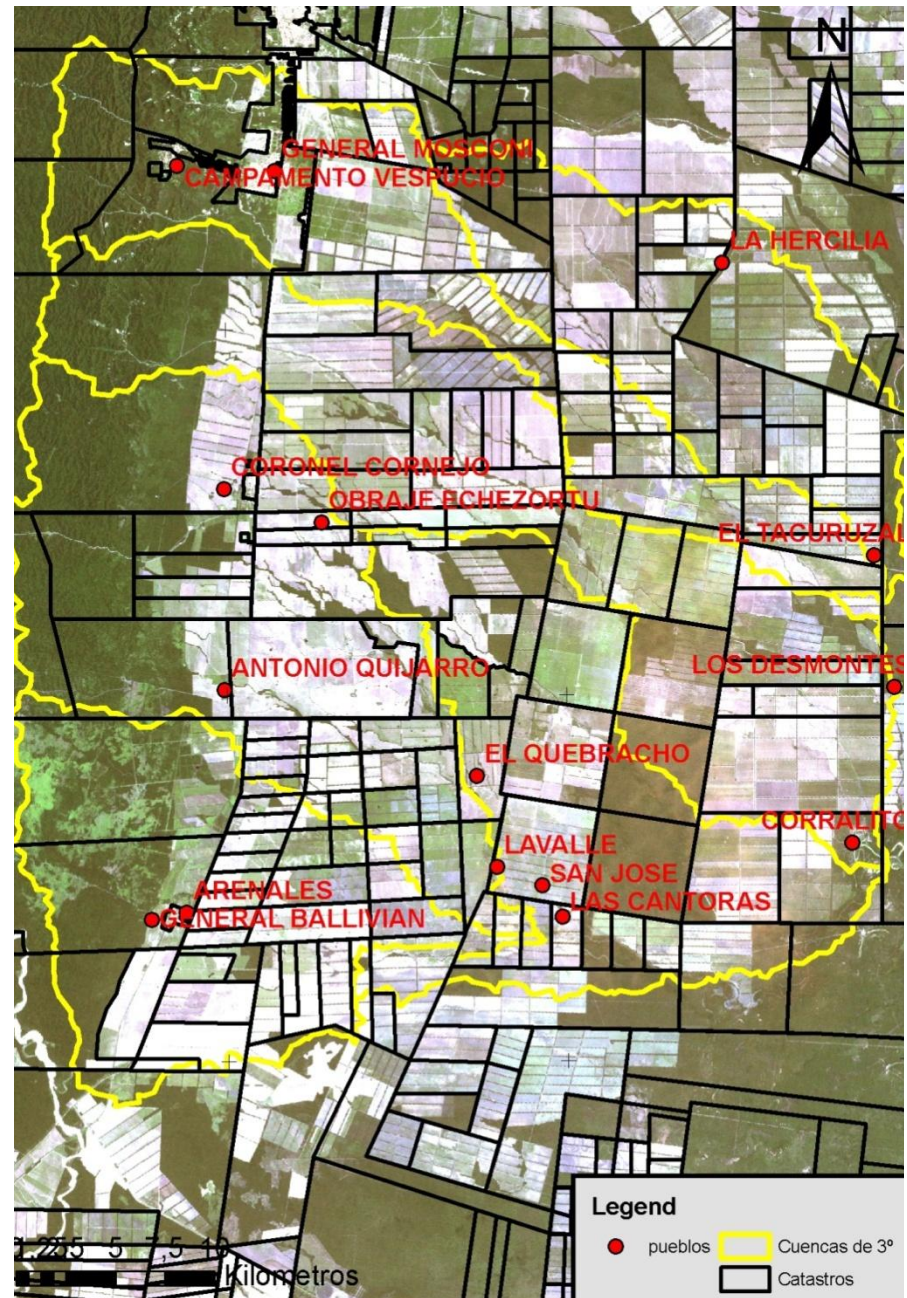 N
GENERAL MOSCONI
CAMPAMENTO VESPUCIO
LA HERCILIA
CORONEL CORNEJO
OBRAJE ECHEZORTU
EL TACURUZAL
ANTONIO QUIJARRO
LOS DESMONTES
EL QUEBRACHO
CORRALITO
LAVALLE
SAN JOSE
ARENALES
LAS CANTORAS
GENERAL BALLIVIAN
Legend
pueblos
Cuencas de 3º
Catastros
5 7,5 10
Kilometros